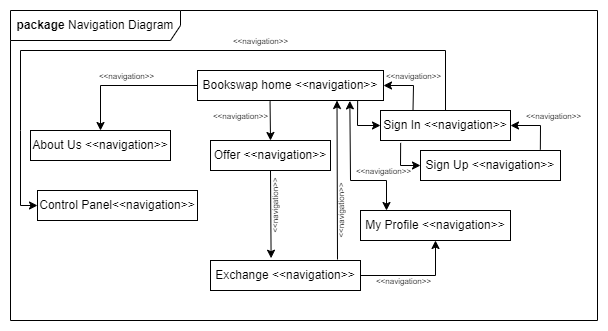 package Navigation Diagram
<<navigation>>
<<navigation>>
Bookswap home <<navigation>>
<<navigation>>
<<navigation>>
<<navigation>>
Sign In <<navigation>>
About Us <<navigation>>
Offer <<navigation>>
Sign Up <<navigation>>
<<navigation>>
<<navigation>>
<<navigation>>
Control Panel<<navigation>>
My Profile <<navigation>>
Exchange <<navigation>>
<<navigation>>